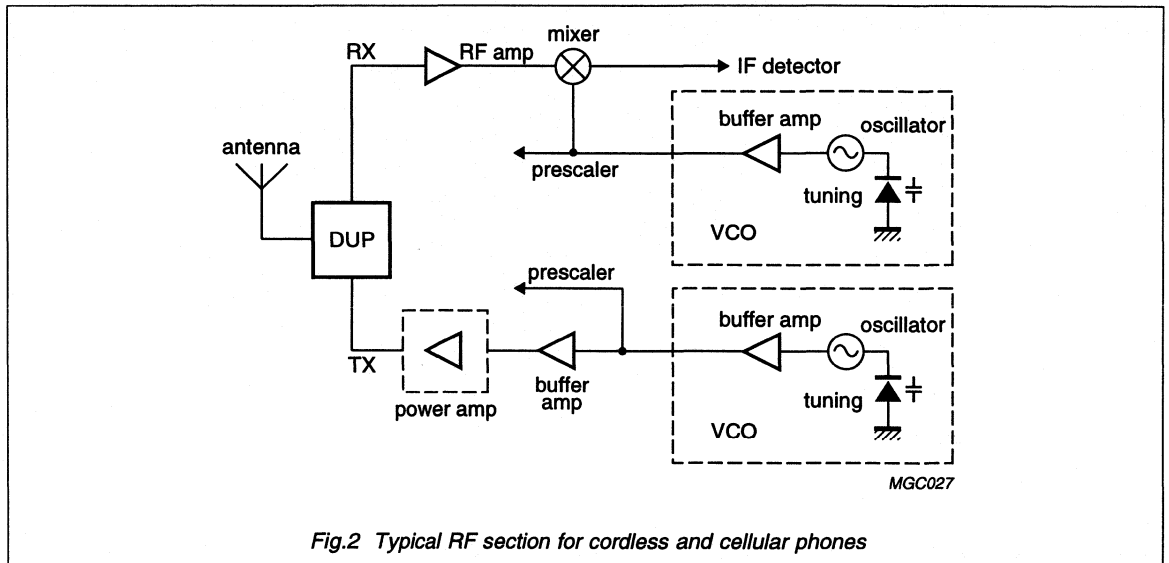 mixer
RX
RF amp
IF detector
buffer amp
oscillator
antenna
prescaler
tuning
VCO
DUP
prescaler
buffer amp
oscillator
TX
buffer
amp
tuning
power amp
VCO
MGC027
Fig.2 Typical RF section for cordless and cellular phones